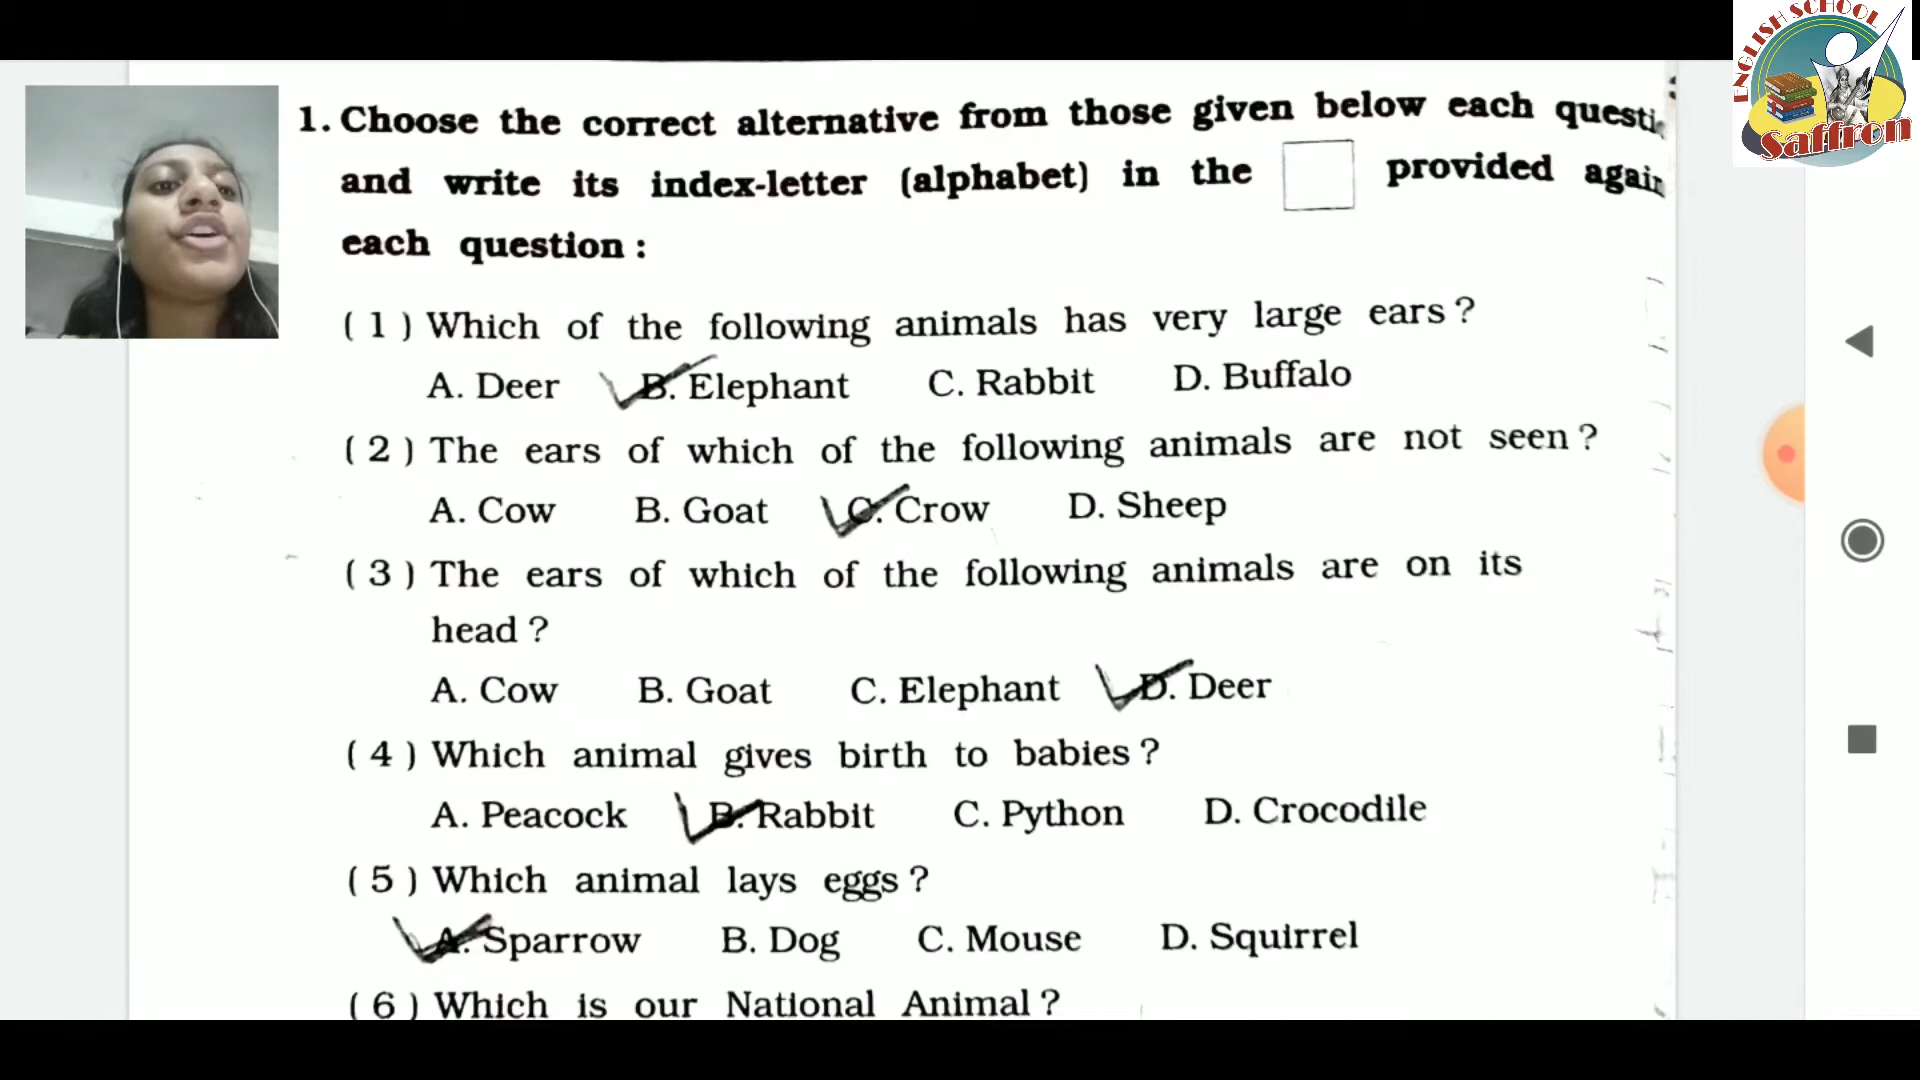 ENGLISH SCHOOL
Saffron
1. Choose the correct alternative from those given below each questi
and write its index-letter (alphabet) in the provided again
each question :
( 1 ) Which of the following animals has very large ears ?
A. Deer B. Elephant C. Rabbit D. Buffalo
( 2 ) The ears of which of the following animals are not seen ?
A. Cow B. Goat C. Crow D. Sheep
( 3 ) The ears of which of the following animals are on its
head ?
A. Cow B. Goat C. Elephant D. Deer
( 4 ) Which animal gives birth to babies ?
A. Peacock B. Rabbit C. Python D. Crocodile
( 5 ) Which animal lays eggs ?
A. Sparrow B. Dog C. Mouse D. Squirrel
( 6 ) Which is our National Animal ?